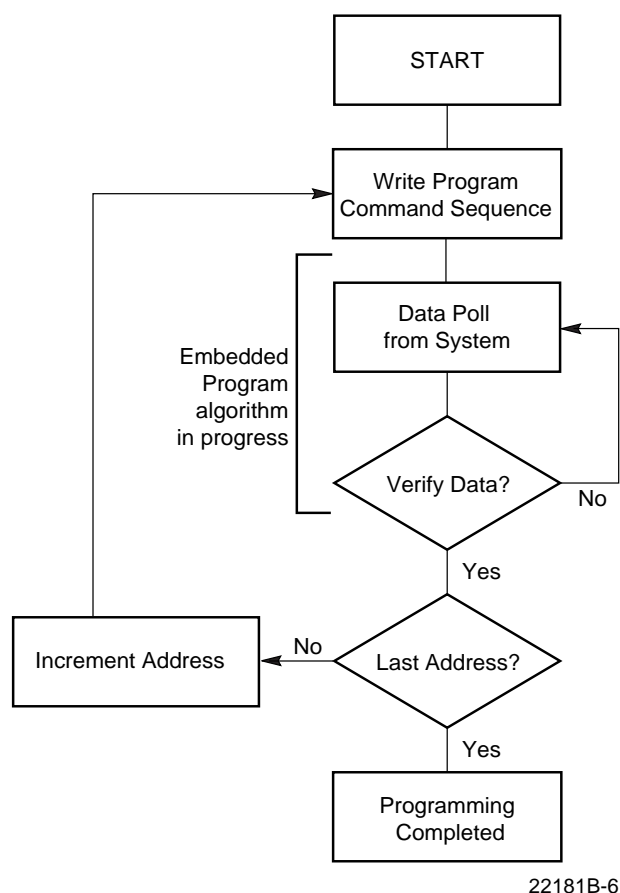 START
Write Program
Command Sequence
Data Poll
from System
Embedded
Program
algorithm
in progress
Verify Data?
No
Yes
Increment Address
No
Last Address?
Yes
Programming
Completed
22181B-6